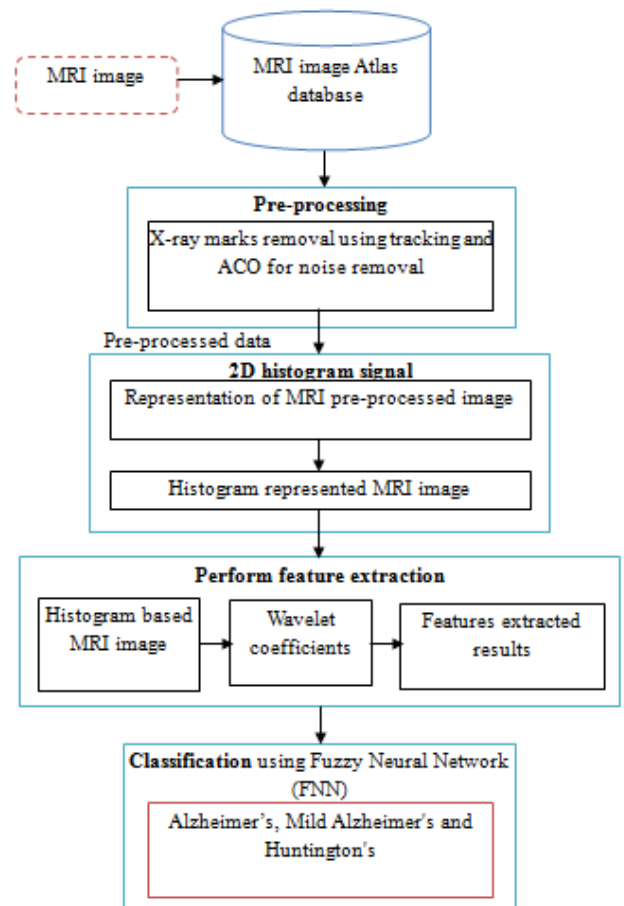 MRI image
MRI image Atlas
database
Pre-processing
X-ray marks removal using tracking and
ACO for noise removal
Pre-processed data
2D histogram signal
Representation of MRI pre-processed image
Histogram represented MRI image
Perform feature extraction
Histogram based
MRI image
Wavelet
coefficients
Features extracted
results
Classification using Fuzzy Neural Network
(FNN)
Alzheimer's, Mild Alzheimer's and
Huntington's